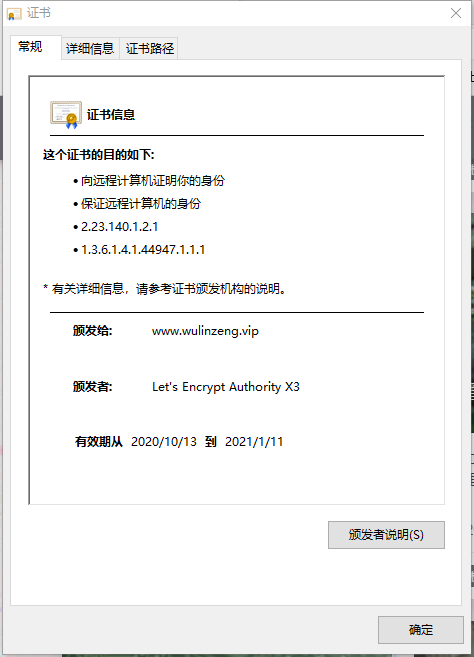 证书
常规 详细信息 证书路径
证书信息
这个证书的目的如下:
• 向远程计算机证明你的身份
• 保证远程计算机的身份
• 2.23.140.1.2.1
• 1.3.6.1.4.1.44947.1.1.1
* 有关详细信息，请参考证书颁发机构的说明。
颁发给: www.wulinzeng.vip
颁发者: Let's Encrypt Authority X3
有效期从 2020/10/13 到 2021/1/11
颁发者说明(S)
确定